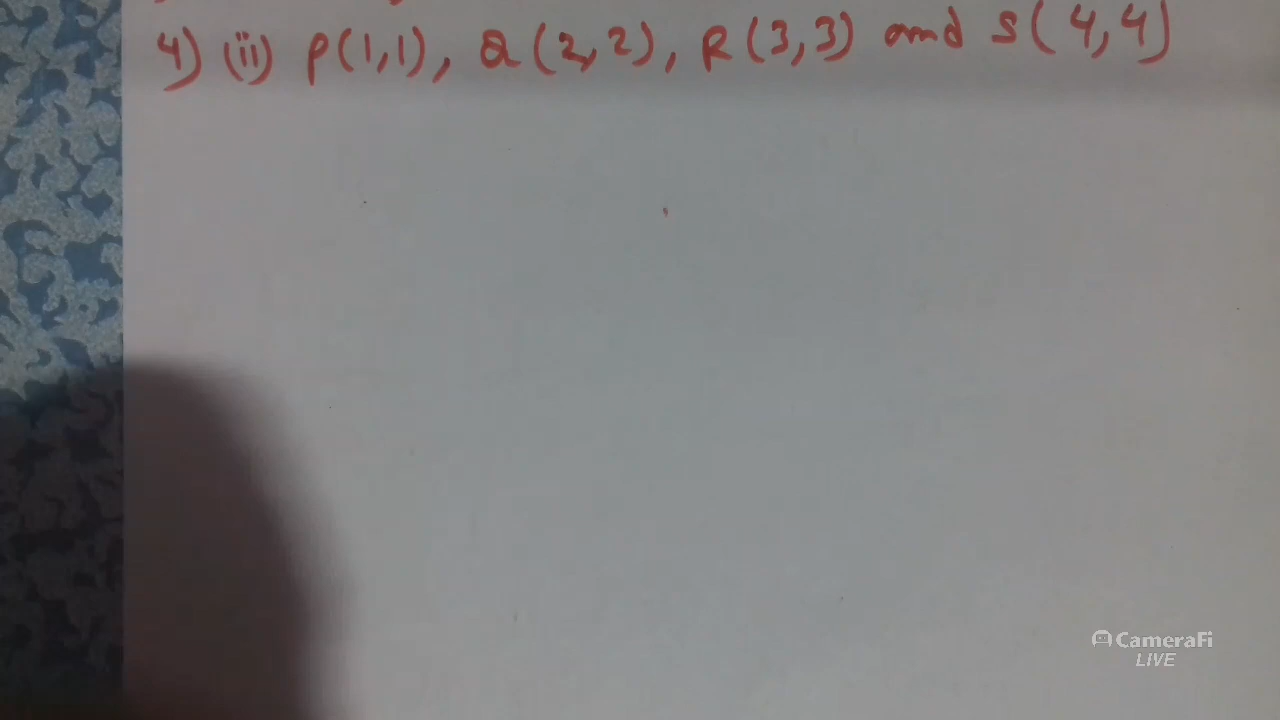 4) (ii) P(1,1), Q(2,2), R(3,3) and S(4,4)
CameraFi
LIVE